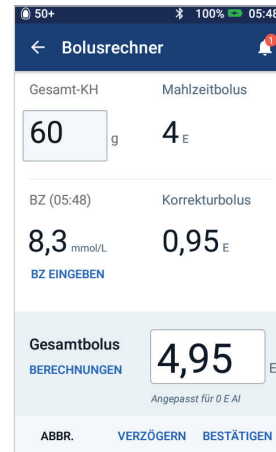 50+ 100% 05:48
← Bolusrechner 1
Gesamt-KH Mahlzeitbolus
60 g 4 E
BZ (05:48) Korrekturbolus
8,3 mmol/L 0,95 E
BZ EINGEBEN
Gesamtbolus
BERECHNUNGEN 4,95 E
Angepasst für 0 E AI
ABBR. VERZÖGERN BESTÄTIGEN